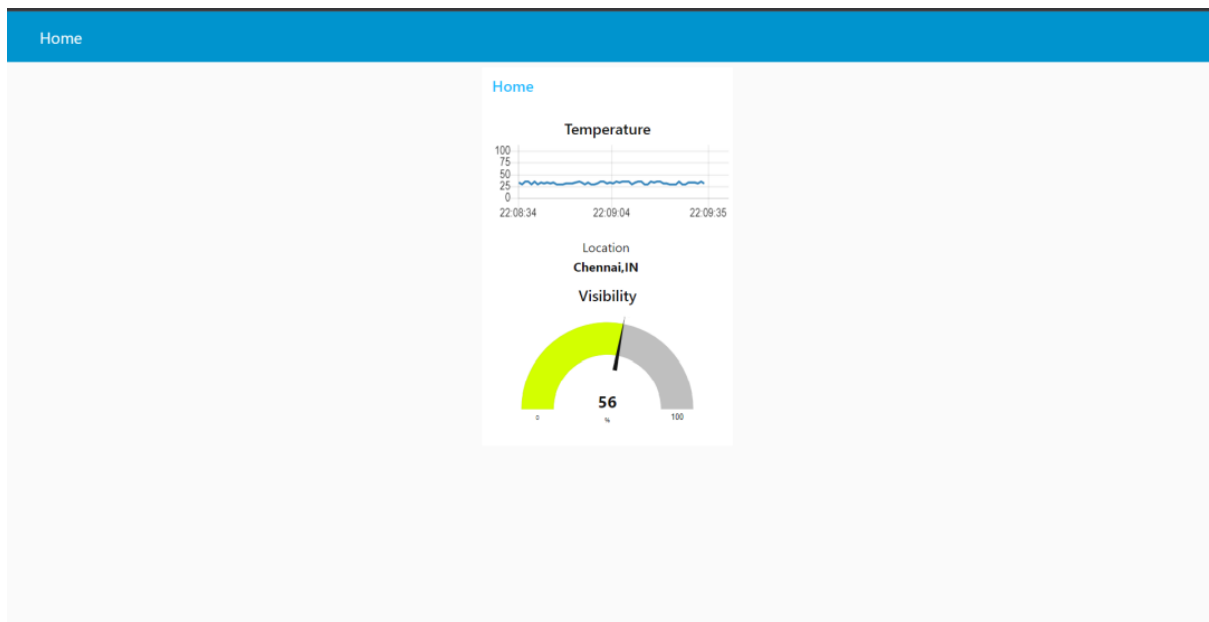 Home
Home
Temperature
100
75
50
25
0
22:08:34 22:09:04 22:09:35
Location
Chennai,IN
Visibility
56
0 % 100